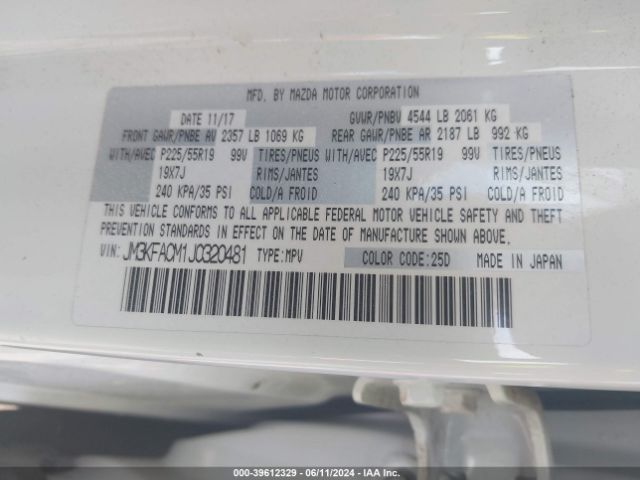 MFD. BY MAZDA MOTOR CORPORATION
DATE 11/17 GVWR/PNBV 4544 LB 2061 KG
FRONT GAWR/PNBE AV 2357 LB 1069 KG REAR GAWR/PNBE AR 2187 LB 992 KG
WITH/AVEC P225/55R19 99V TIRES/PNEUS WITH/AVEC P225/55R19 99V TIRES/PNEUS
19X7J RIMS/JANTES 19X7J RIMS/JANTES
240 KPA/35 PSI COLD/A FROID 240 KPA/35 PSI COLD/A FROID
THIS VEHICLE CONFORMS TO ALL APPLICABLE FEDERAL MOTOR VEHICLE SAFETY AND THEFT
PREVENTION STANDARDS IN EFFECT ON THE DATE OF MANUFACTURE SHOWN ABOVE.
VIN: JM3KFACM1J0320481 TYPE:MPV COLOR CODE:25D MADE IN JAPAN
000-39612329 - 06/11/2024 - IAA Inc.